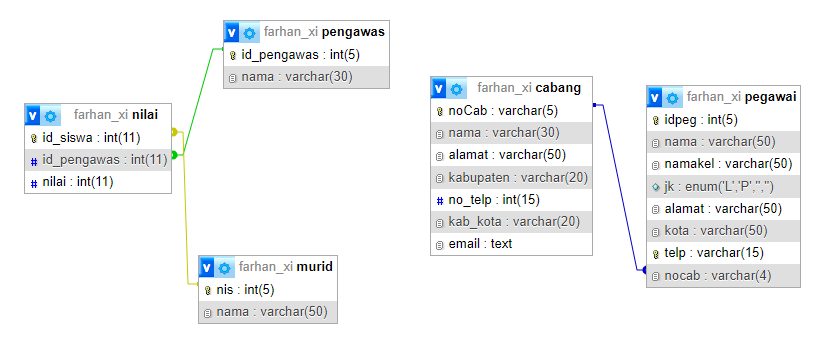 v farhan_xi pengawas
id_pengawas : int(5)
nama : varchar(30)
v farhan_xi nilai
id_siswa : int(11)
# id_pengawas : int(11)
# nilai : int(11)
v farhan_xi murid
nis : int(5)
nama : varchar(50)
v farhan_xi cabang
noCab : varchar(5)
nama : varchar(30)
alamat : varchar(50)
kabupaten : varchar(20)
# no_telp : int(15)
kab_kota : varchar(20)
email : text
v farhan_xi pegawai
idpeg : int(5)
nama : varchar(50)
namakel : varchar(50)
jk : enum('L','P','','')
alamat : varchar(50)
kota : varchar(50)
telp : varchar(15)
nocab : varchar(4)